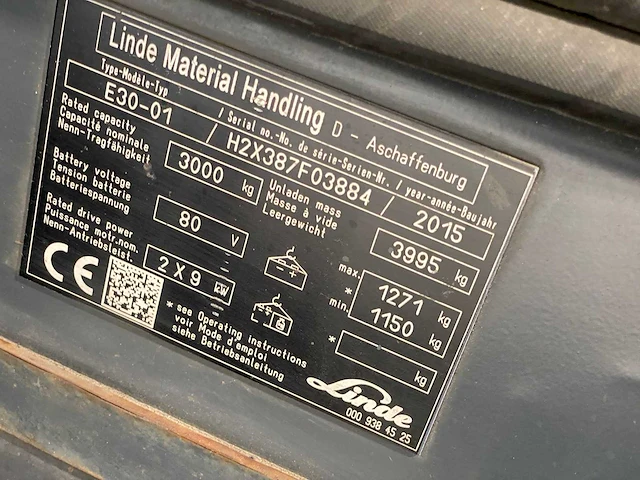 Linde Material Handling D - Aschaffenburg
Type-Modèle-Typ / Serial no.-No. de série-Serien-Nr. / year-année-Baujahr
E30-01 / H2X387F03884 / 2015
Rated capacity
Capacité nominale
Nenn-Tragfähigkeit
3000 kg
Unladen mass
Masse à vide
Leergewicht
3995 kg
Battery voltage
Tension batterie
Batteriespannung
80 V
- +
max. 1271 kg
* min. 1150 kg
Rated drive power
Puissance motr.nom.
Nenn-Antriebsleist.
2 X 9 kW
* kg
CE
* see Operating instructions
voir Mode d'emploi
siehe Betriebsanleitung
Linde
000 938 45 25